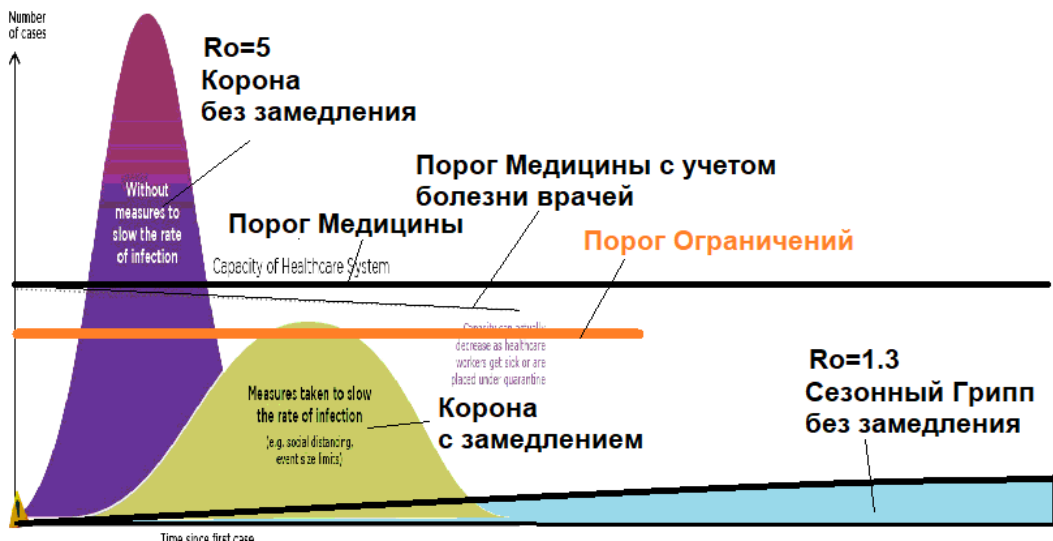 Number
of cases
Ro=5
Корона
без замедления
Without
measures to
slow the rate
of infection
Порог Медицины с учетом
болезни врачей
Порог Медицины
Порог Ограничений
Capacity of Healthcare System
Capacity can actually
decrease as healthcare
workers get sick or are
placed under quarantine
Ro=1.3
Сезонный Грипп
без замедления
Measures taken to slow
the rate of infection
(e.g. social distancing,
event size limits)
Корона
с замедлением
Time since first case